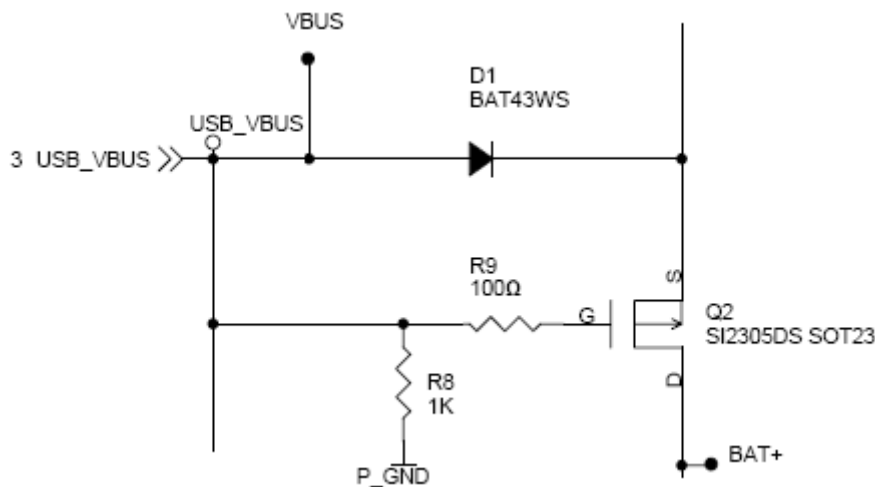 VBUS
D1
BAT43WS
USB_VBUS
3 USB_VBUS
R9
100Ω
G
S
Q2
SI2305DS SOT23
D
R8
1K
P_GND
BAT+